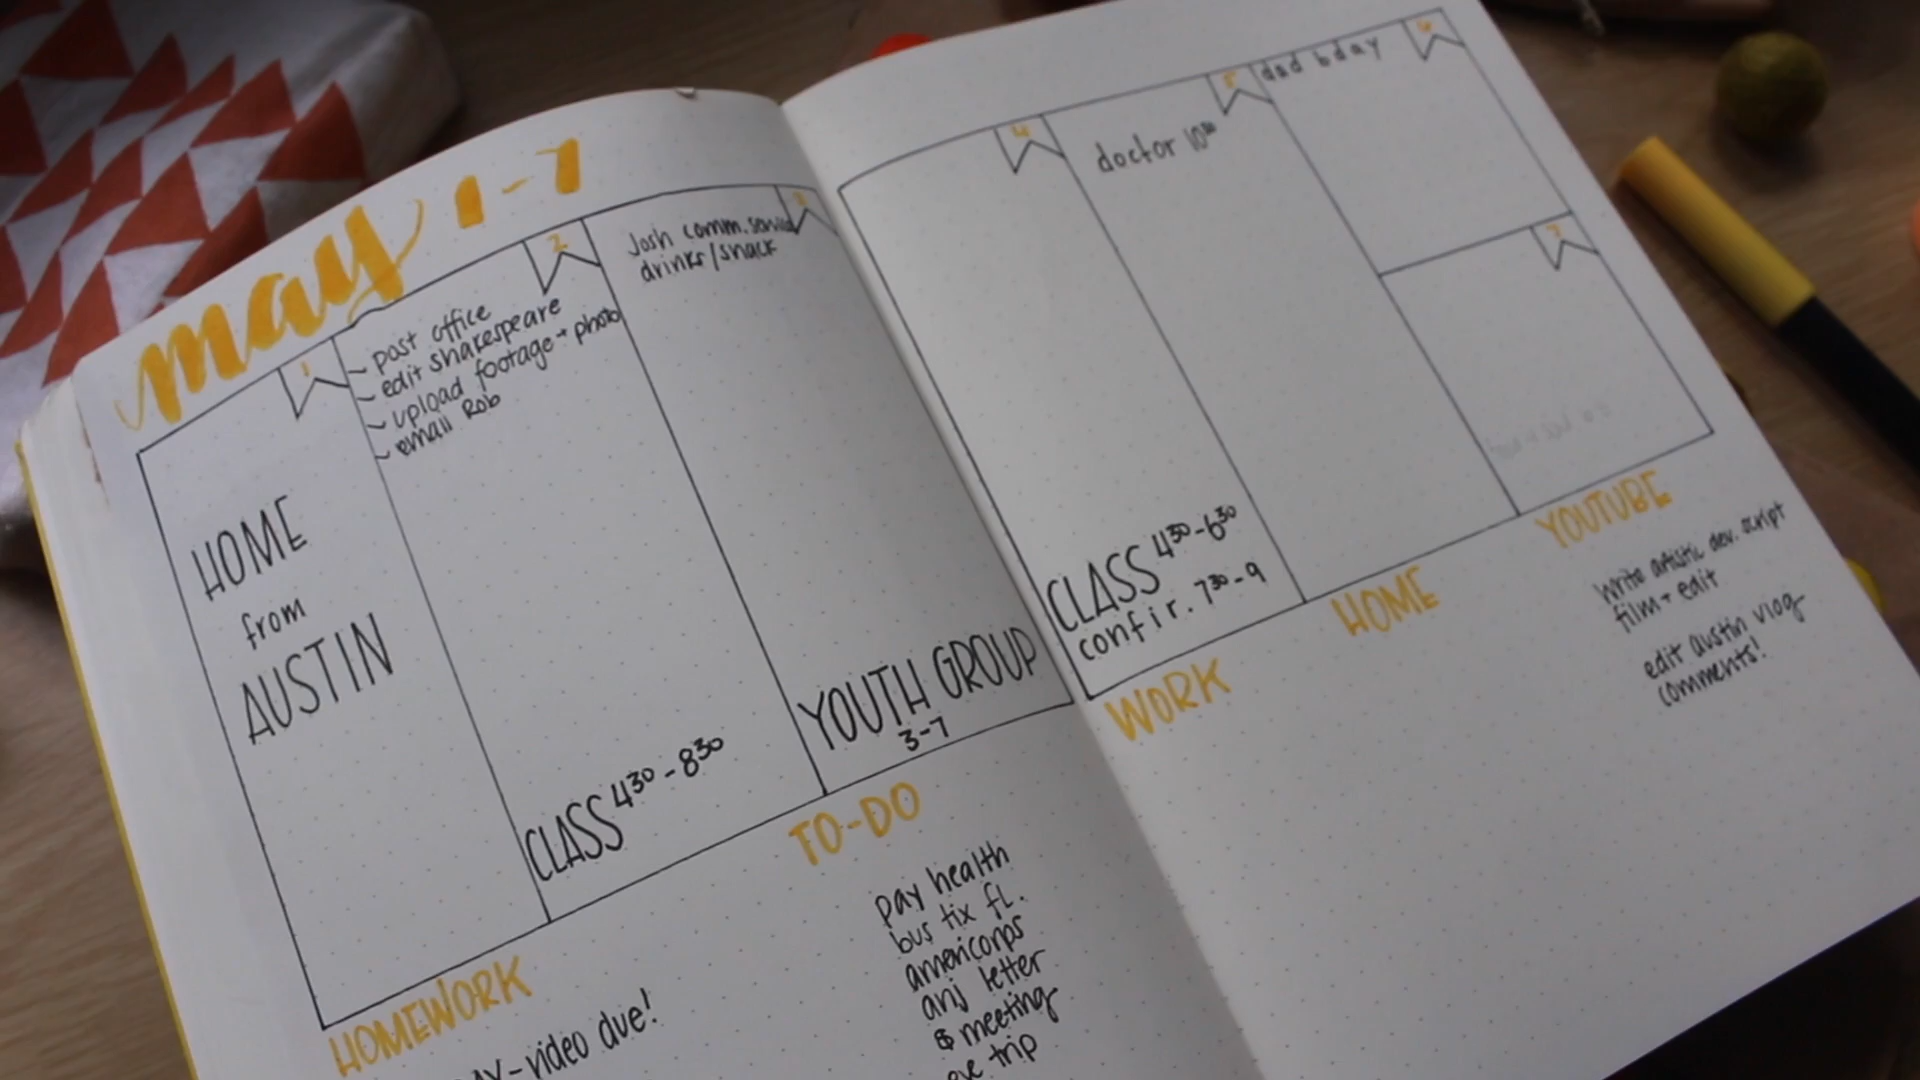 may 1-7
1
HOME
from
AUSTIN
2
~ post office
~ edit shakespeare
~ upload footage + photo
~ email Rob
CLASS 4³⁰-8³⁰
3
Josh comm. service
drinks/snack
YOUTH GROUP
3-7
4
CLASS 4³⁰-6³⁰
confir. 7³⁰-9
5
doctor 10³⁰
6
dad bday
7
HOMEWORK
-video due!
TO-DO
pay health
bus tix fl.
americorps
anj letter
$ meeting
trip
WORK
HOME
YOUTUBE
write artistic dev. script
film + edit
edit austin vlog
comments!